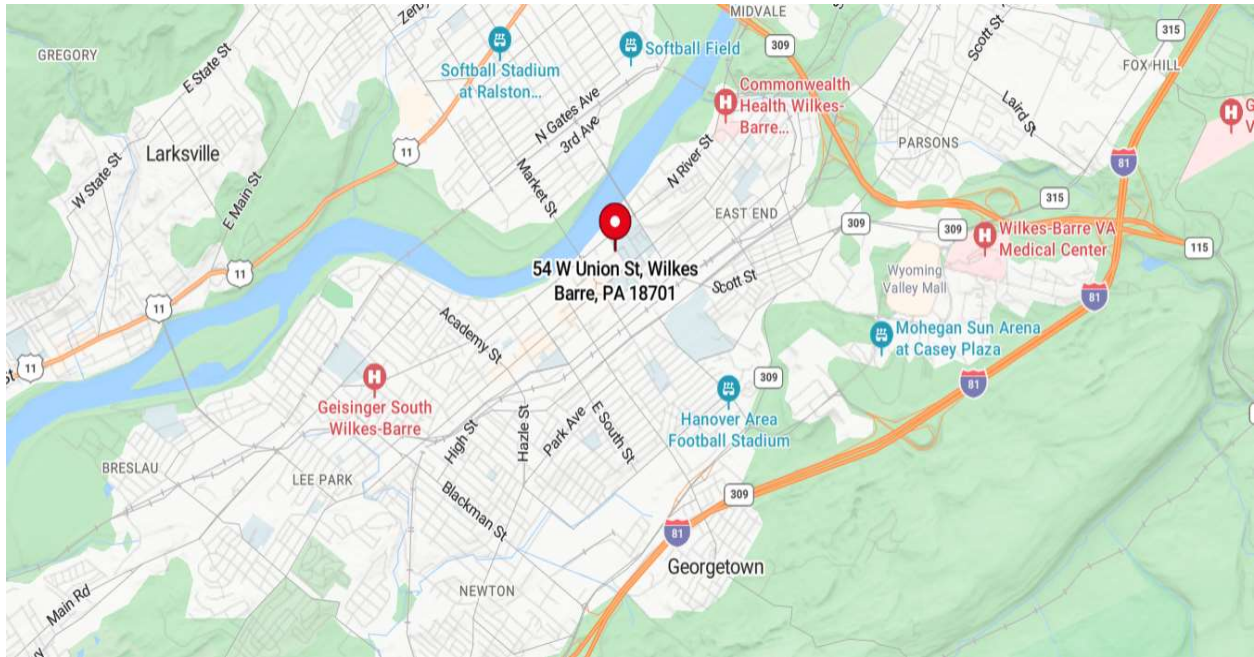 MIDVALE
315
Scott St
GREGORY
E State St
Softball Stadium
at Ralston...
Softball Field
309
FOX HILL
Commonwealth
Health Wilkes-
Barre...
N Gates Ave
3rd Ave
Laird St
G
V
11
Larksville
W State St
E Main St
Market St
N River St
PARSONS
81
EAST END
315
309
309
Wilkes-Barre VA
Medical Center
115
54 W Union St, Wilkes
Barre, PA 18701
Scott St
Wyoming
Valley Mall
11
11
81
Academy St
Mohegan Sun Arena
at Casey Plaza
11
Geisinger South
Wilkes-Barre
309
81
Hanover Area
Football Stadium
High St
Hazle St
Park Ave
E South St
BRESLAU
LEE PARK
Blackman St
309
81
Georgetown
NEWTON
Main Rd